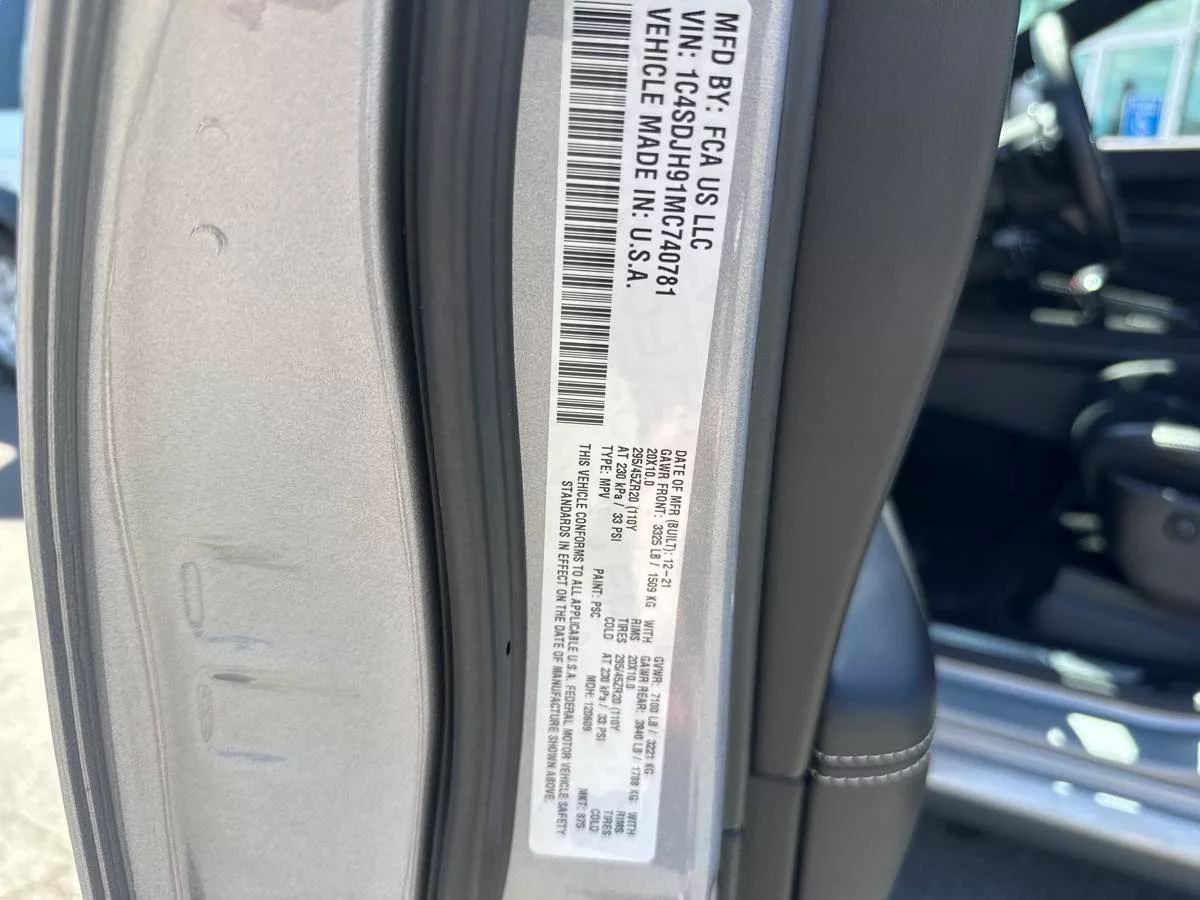 MFD BY: FCA US LLC
VIN: 1C4SDJH91MC740781
VEHICLE MADE IN: U.S.A.
DATE OF MFR (BUILT): 12-21 GVWR: 7100 LB / 3221 KG
GAWR FRONT: 3325 LB / 1509 KG WITH GAWR REAR: 3940 LB / 1788 KG WITH
20X10.0 RIMS 20X10.0 RIMS
295/45ZR20 (110Y TIRES 295/45ZR20 (110Y TIRES
AT 230 kPa / 33 PSI COLD AT 230 kPa / 33 PSI COLD
TYPE: MPV PAINT: PSC MDH: 120609 MKT: 875
THIS VEHICLE CONFORMS TO ALL APPLICABLE U.S.A. FEDERAL MOTOR VEHICLE SAFETY
STANDARDS IN EFFECT ON THE DATE OF MANUFACTURE SHOWN ABOVE.